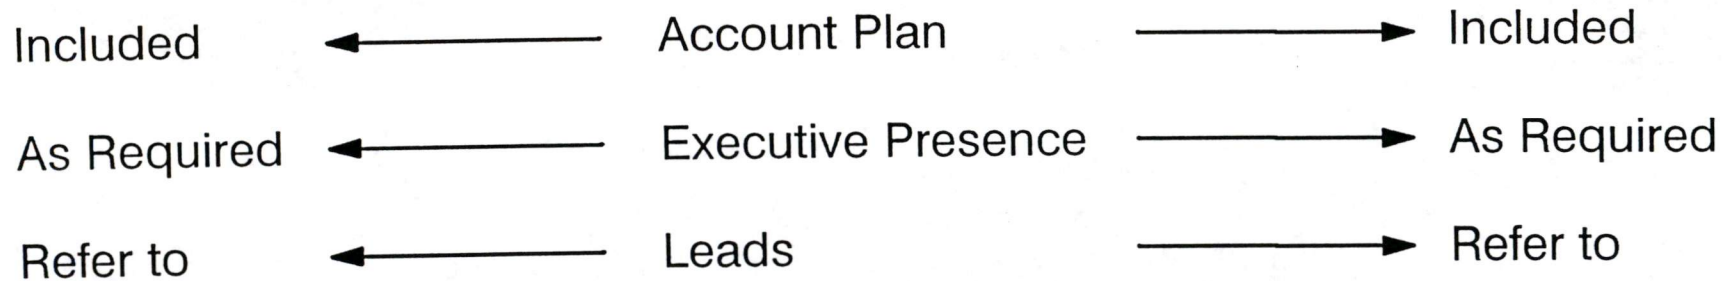 Included Account Plan Included
As Required Executive Presence As Required
Refer to Leads Refer to